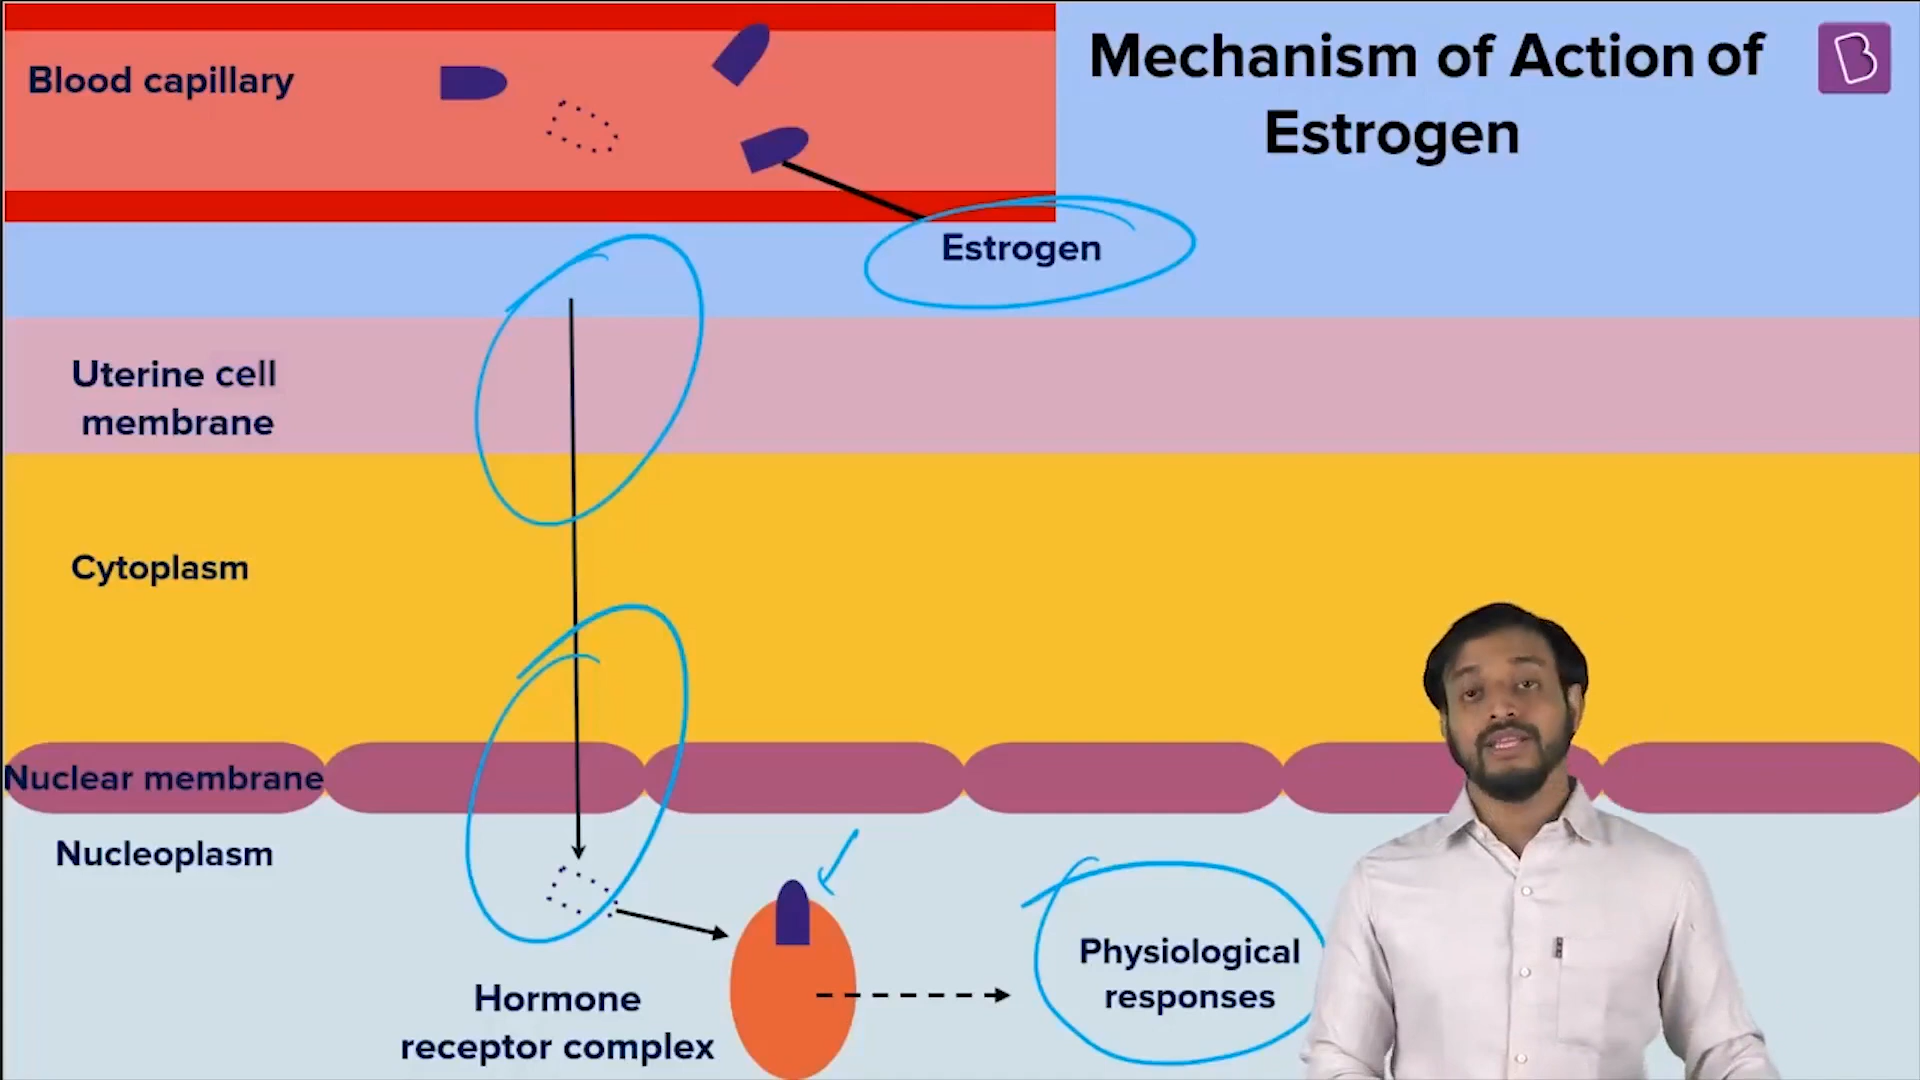 Blood capillary
Mechanism of Action of
Estrogen
Estrogen
Uterine cell
membrane
Cytoplasm
Nuclear membrane
Nucleoplasm
Hormone
receptor complex
Physiological
responses